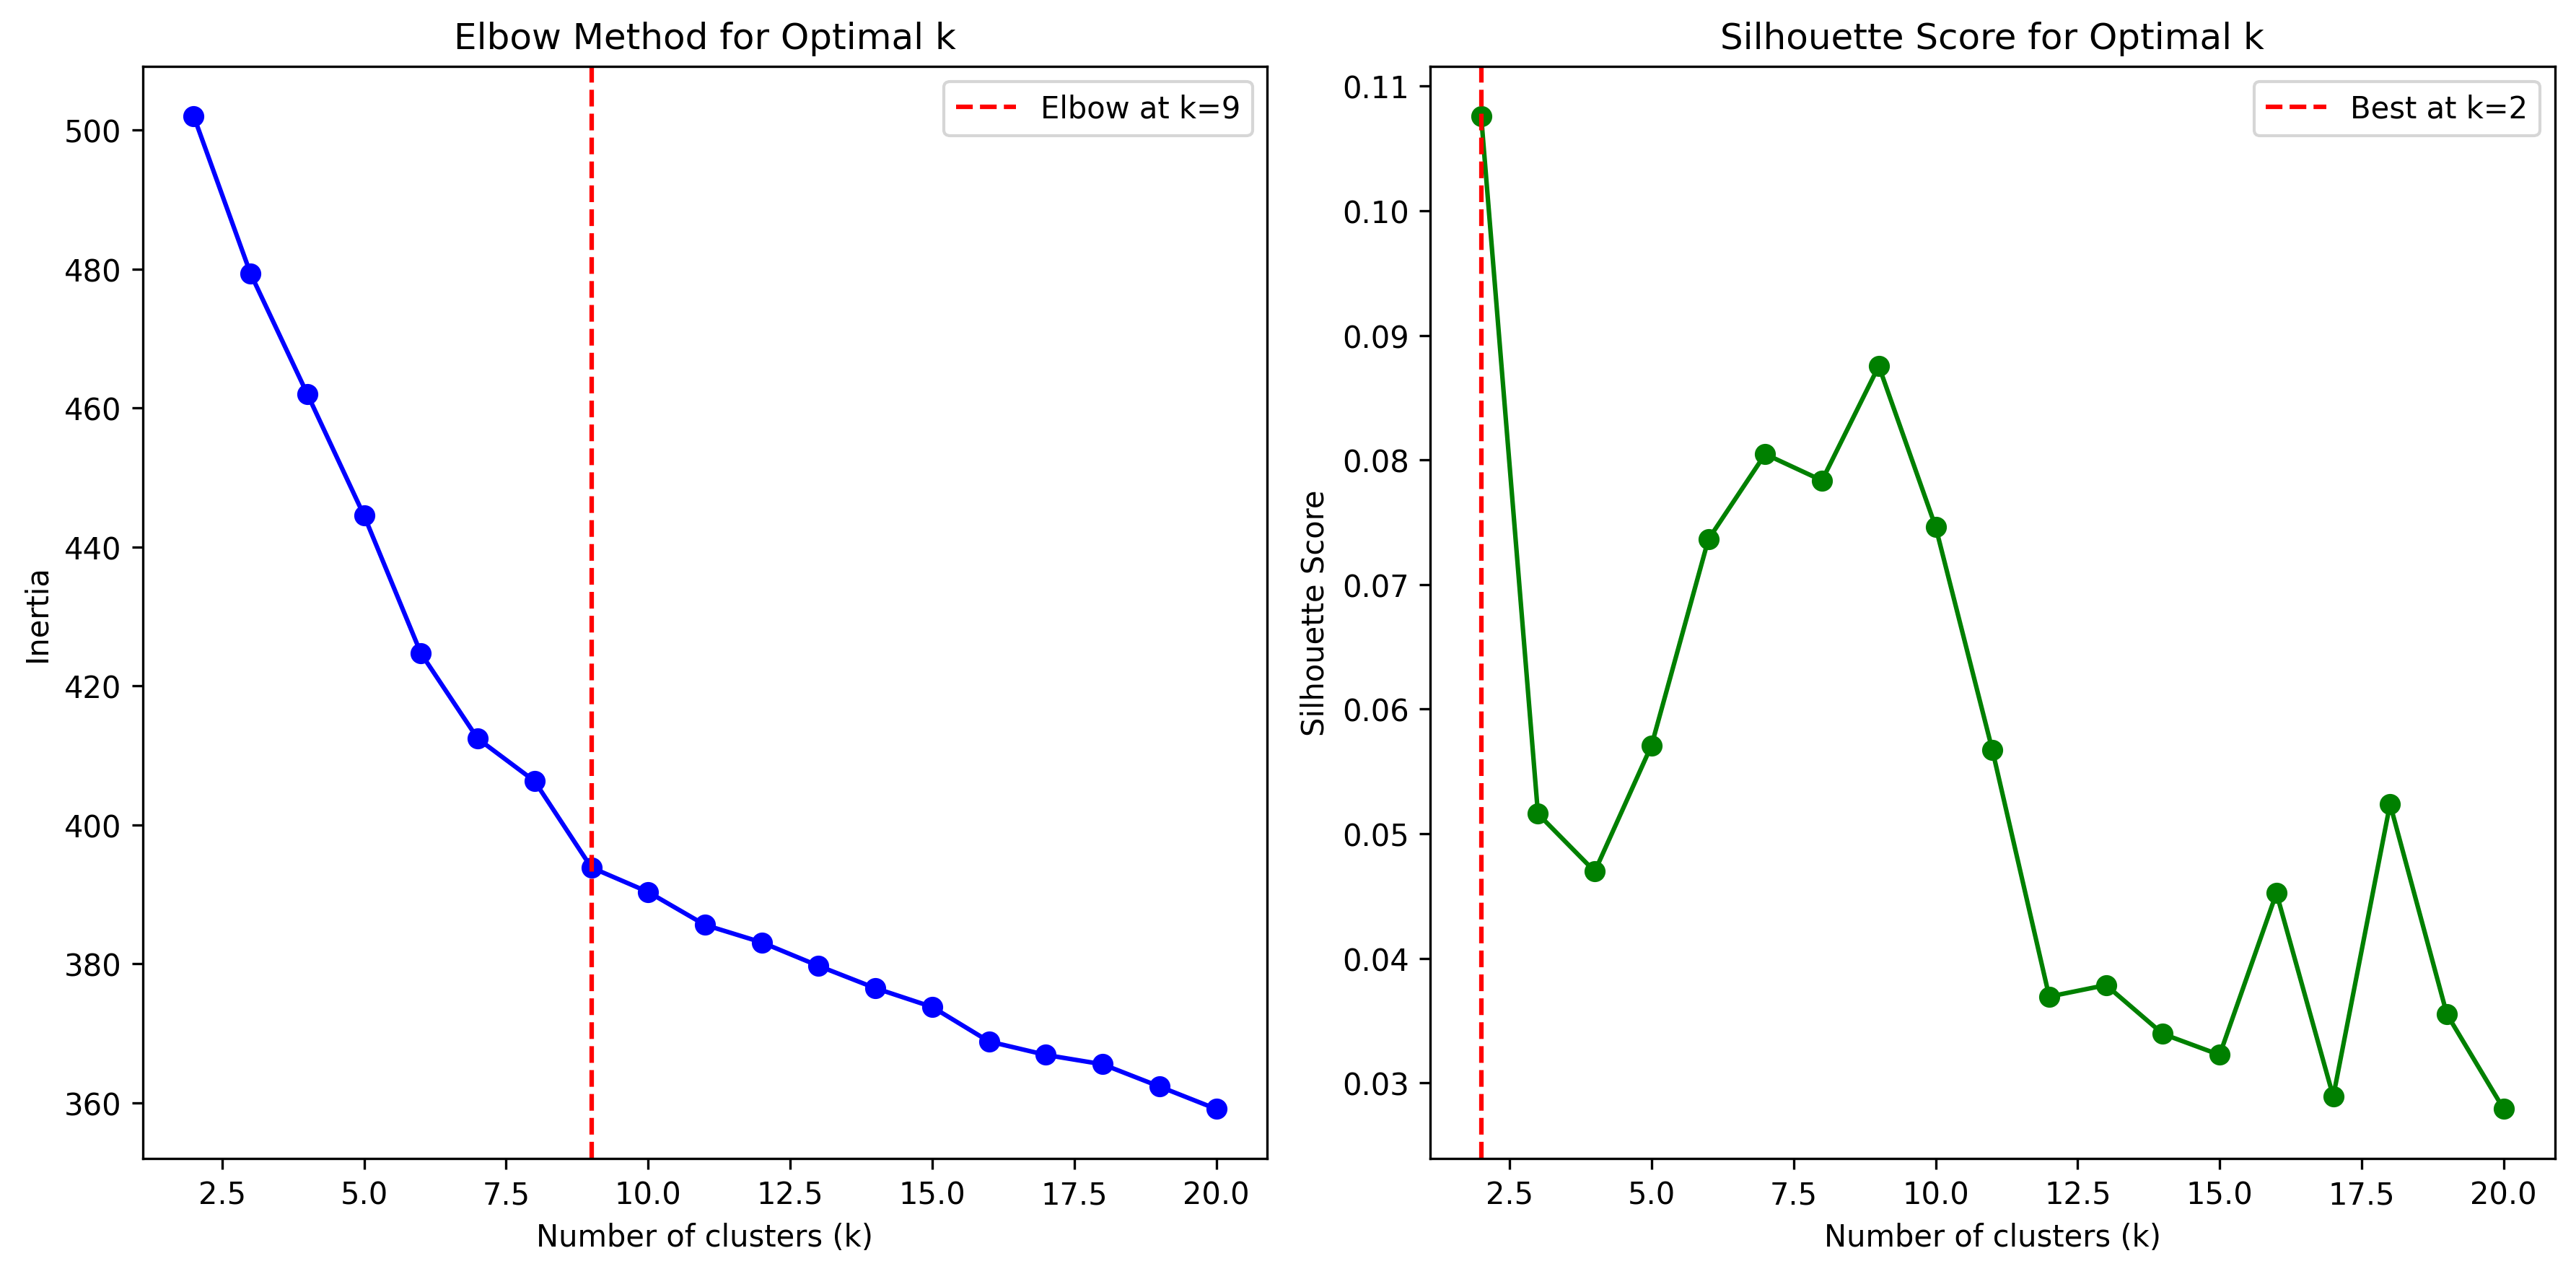 Elbow Method for Optimal k
Elbow at k=9
500
480
460
440
420
400
380
360
Inertia
2.5 5.0 7.5 10.0 12.5 15.0 17.5 20.0
Number of clusters (k)
Silhouette Score for Optimal k
Best at k=2
0.11
0.10
0.09
0.08
0.07
0.06
0.05
0.04
0.03
Silhouette Score
2.5 5.0 7.5 10.0 12.5 15.0 17.5 20.0
Number of clusters (k)